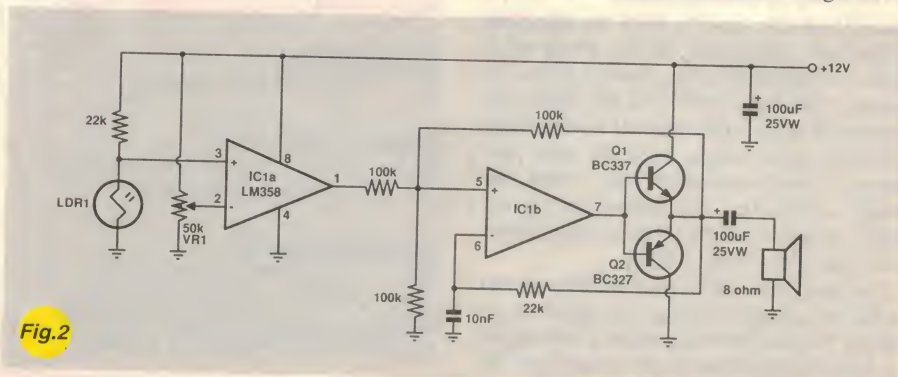 +12V
100k
22k
+
100uF
25VW
Q1
BC337
3
+
8
IC1a
LM358
1
100k
5
+
IC1b
7
LDR1
2
-
4
50k
VR1
6
-
+
100uF
25VW
Q2
BC327
8 ohm
100k
22k
10nF
Fig.2